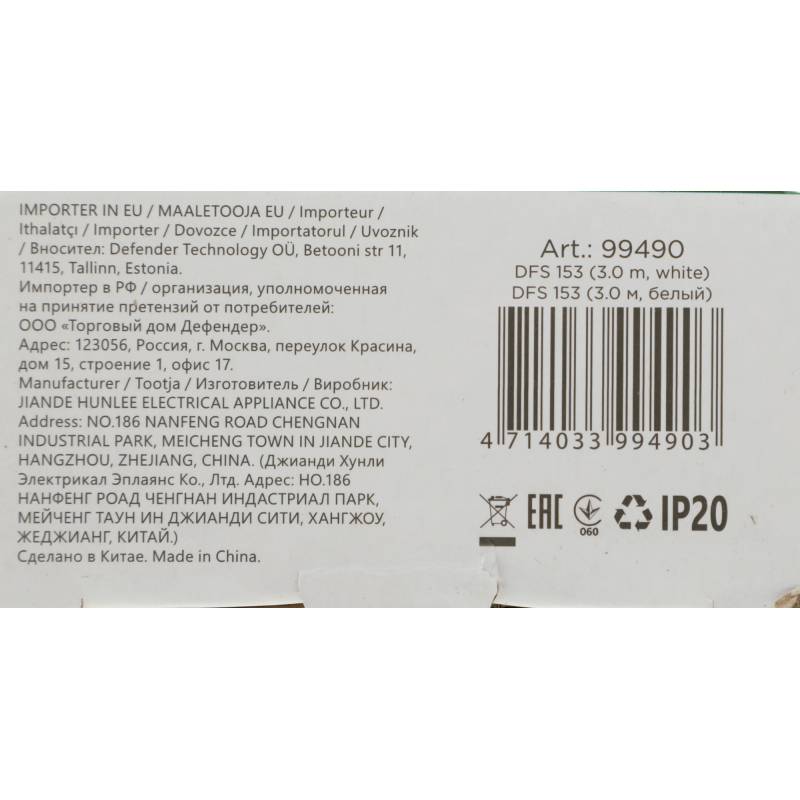 IMPORTER IN EU / MAALETOOJA EU / Importeur /
Ithalatçı / Importer / Dovozce / Importatorul / Uvoznik
/ Вносител: Defender Technology OÜ, Betooni str 11,
11415, Tallinn, Estonia.
Импортер в РФ / организация, уполномоченная
на принятие претензий от потребителей:
ООО «Торговый дом Дефендер».
Адрес: 123056, Россия, г. Москва, переулок Красина,
дом 15, строение 1, офис 17.
Manufacturer / Tootja / Изготовитель / Виробник:
JIANDE HUNLEE ELECTRICAL APPLIANCE CO., LTD.
Address: NO.186 NANFENG ROAD CHENGNAN
INDUSTRIAL PARK, MEICHENG TOWN IN JIANDE CITY,
HANGZHOU, ZHEJIANG, CHINA. (Джианди Хунли
Электрикал Эплаянс Ко., Лтд. Адрес: НО.186
НАНФЕНГ РОАД ЧЕНГНАН ИНДАСТРИАЛ ПАРК,
МЕЙЧЕНГ ТАУН ИН ДЖИАНДИ СИТИ, ХАНГЖОУ,
ЖЕДЖИАНГ, КИТАЙ.)
Сделано в Китае. Made in China.
Art.: 99490
DFS 153 (3.0 m, white)
DFS 153 (3.0 м, белый)
4 714033 994903
EAC 060 IP20